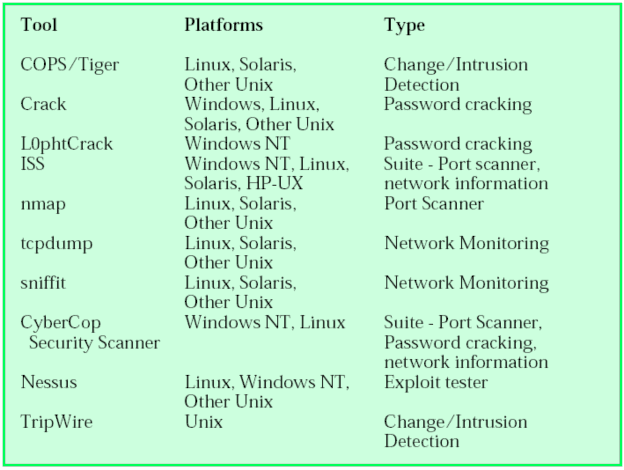 Tool Platforms Type
COPS/Tiger Linux, Solaris, Change/Intrusion
Other Unix Detection
Crack Windows, Linux, Password cracking
Solaris, Other Unix
L0phtCrack Windows NT Password cracking
ISS Windows NT, Linux, Suite - Port scanner,
Solaris, HP-UX network information
nmap Linux, Solaris, Port Scanner
Other Unix
tcpdump Linux, Solaris, Network Monitoring
Other Unix
sniffit Linux, Solaris, Network Monitoring
Other Unix
CyberCop Windows NT, Linux Suite - Port Scanner,
Security Scanner Password cracking,
network information
Nessus Linux, Windows NT, Exploit tester
Other Unix
TripWire Unix Change/Intrusion
Detection